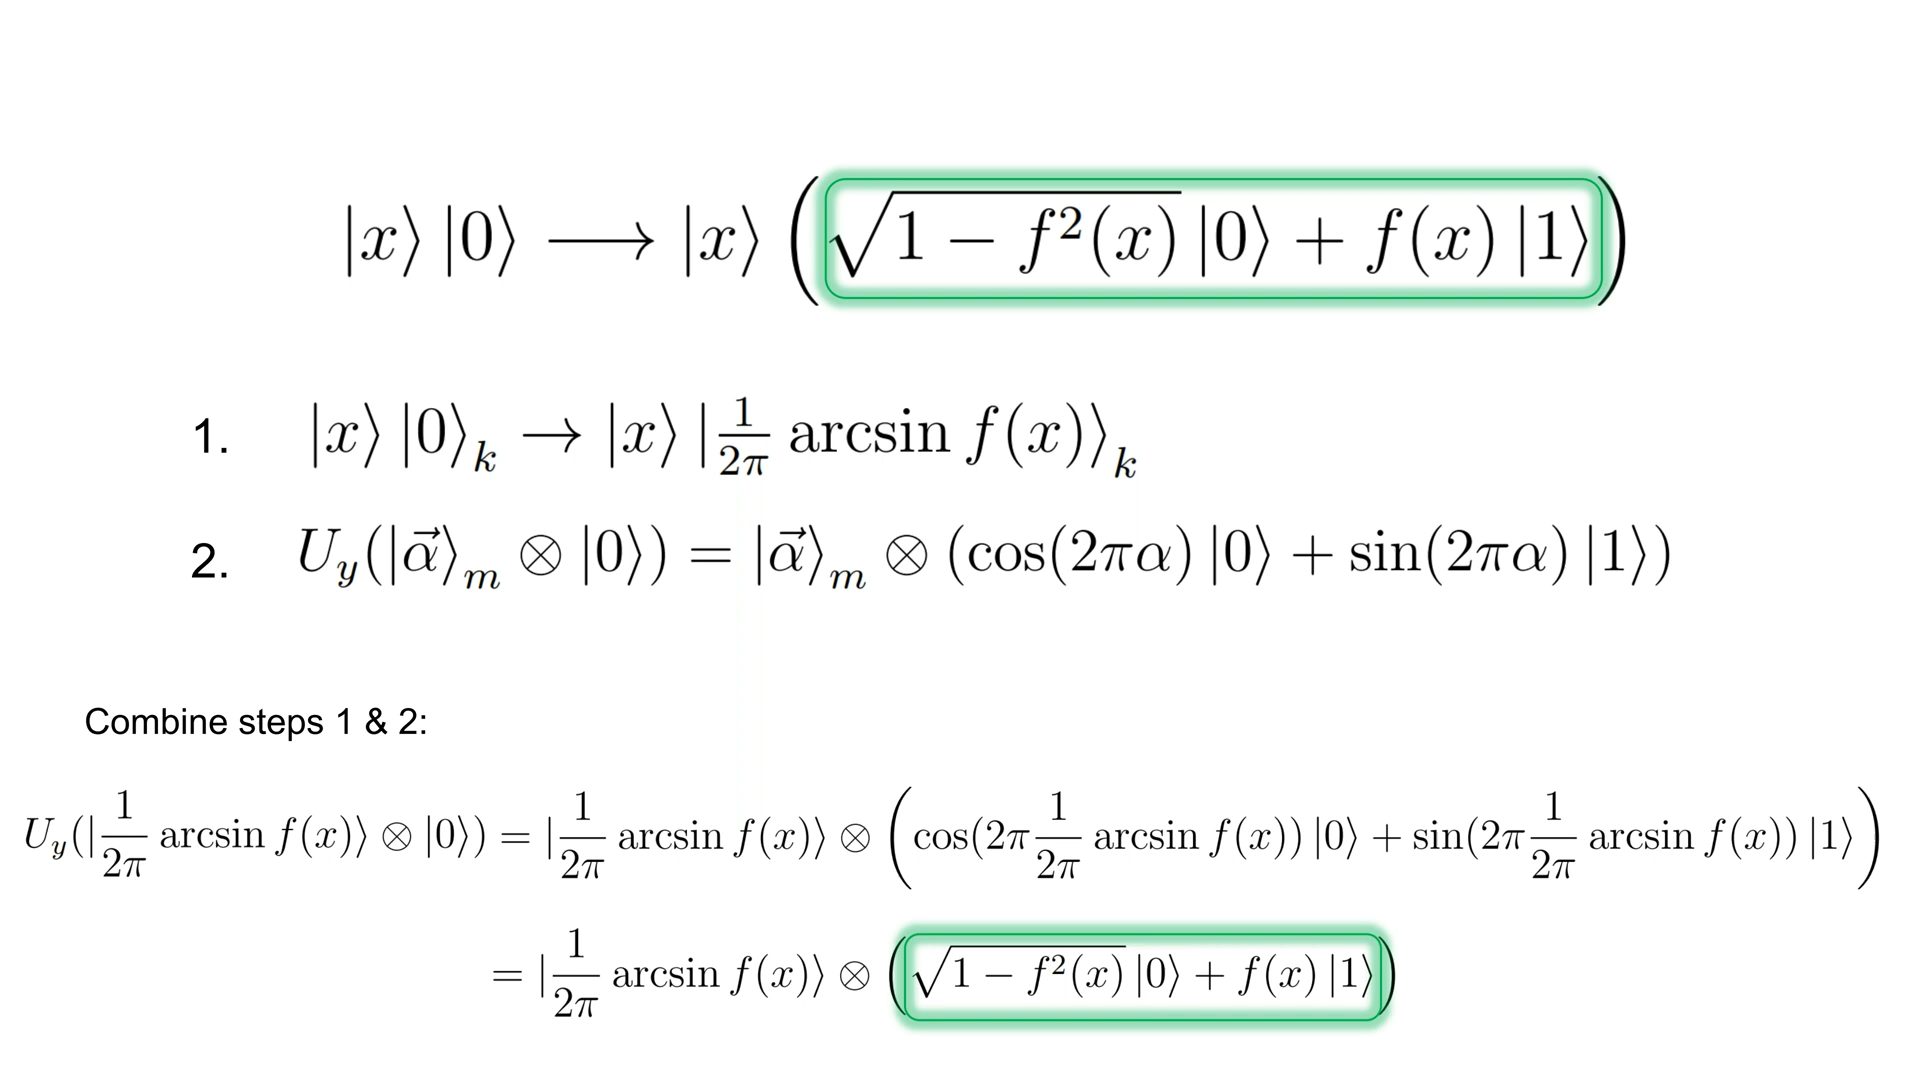 |x⟩ |0⟩ ⟶ |x⟩ (√(1 − f²(x)) |0⟩ + f(x) |1⟩)
1. |x⟩ |0⟩_k → |x⟩ |1/2π arcsin f(x)⟩_k
2. U_y(|α⃗⟩_m ⊗ |0⟩) = |α⃗⟩_m ⊗ (cos(2πα) |0⟩ + sin(2πα) |1⟩)
Combine steps 1 & 2:
U_y(|1/2π arcsin f(x)⟩ ⊗ |0⟩) = |1/2π arcsin f(x)⟩ ⊗ (cos(2π 1/2π arcsin f(x)) |0⟩ + sin(2π 1/2π arcsin f(x)) |1⟩)
= |1/2π arcsin f(x)⟩ ⊗ (√(1 − f²(x)) |0⟩ + f(x) |1⟩)